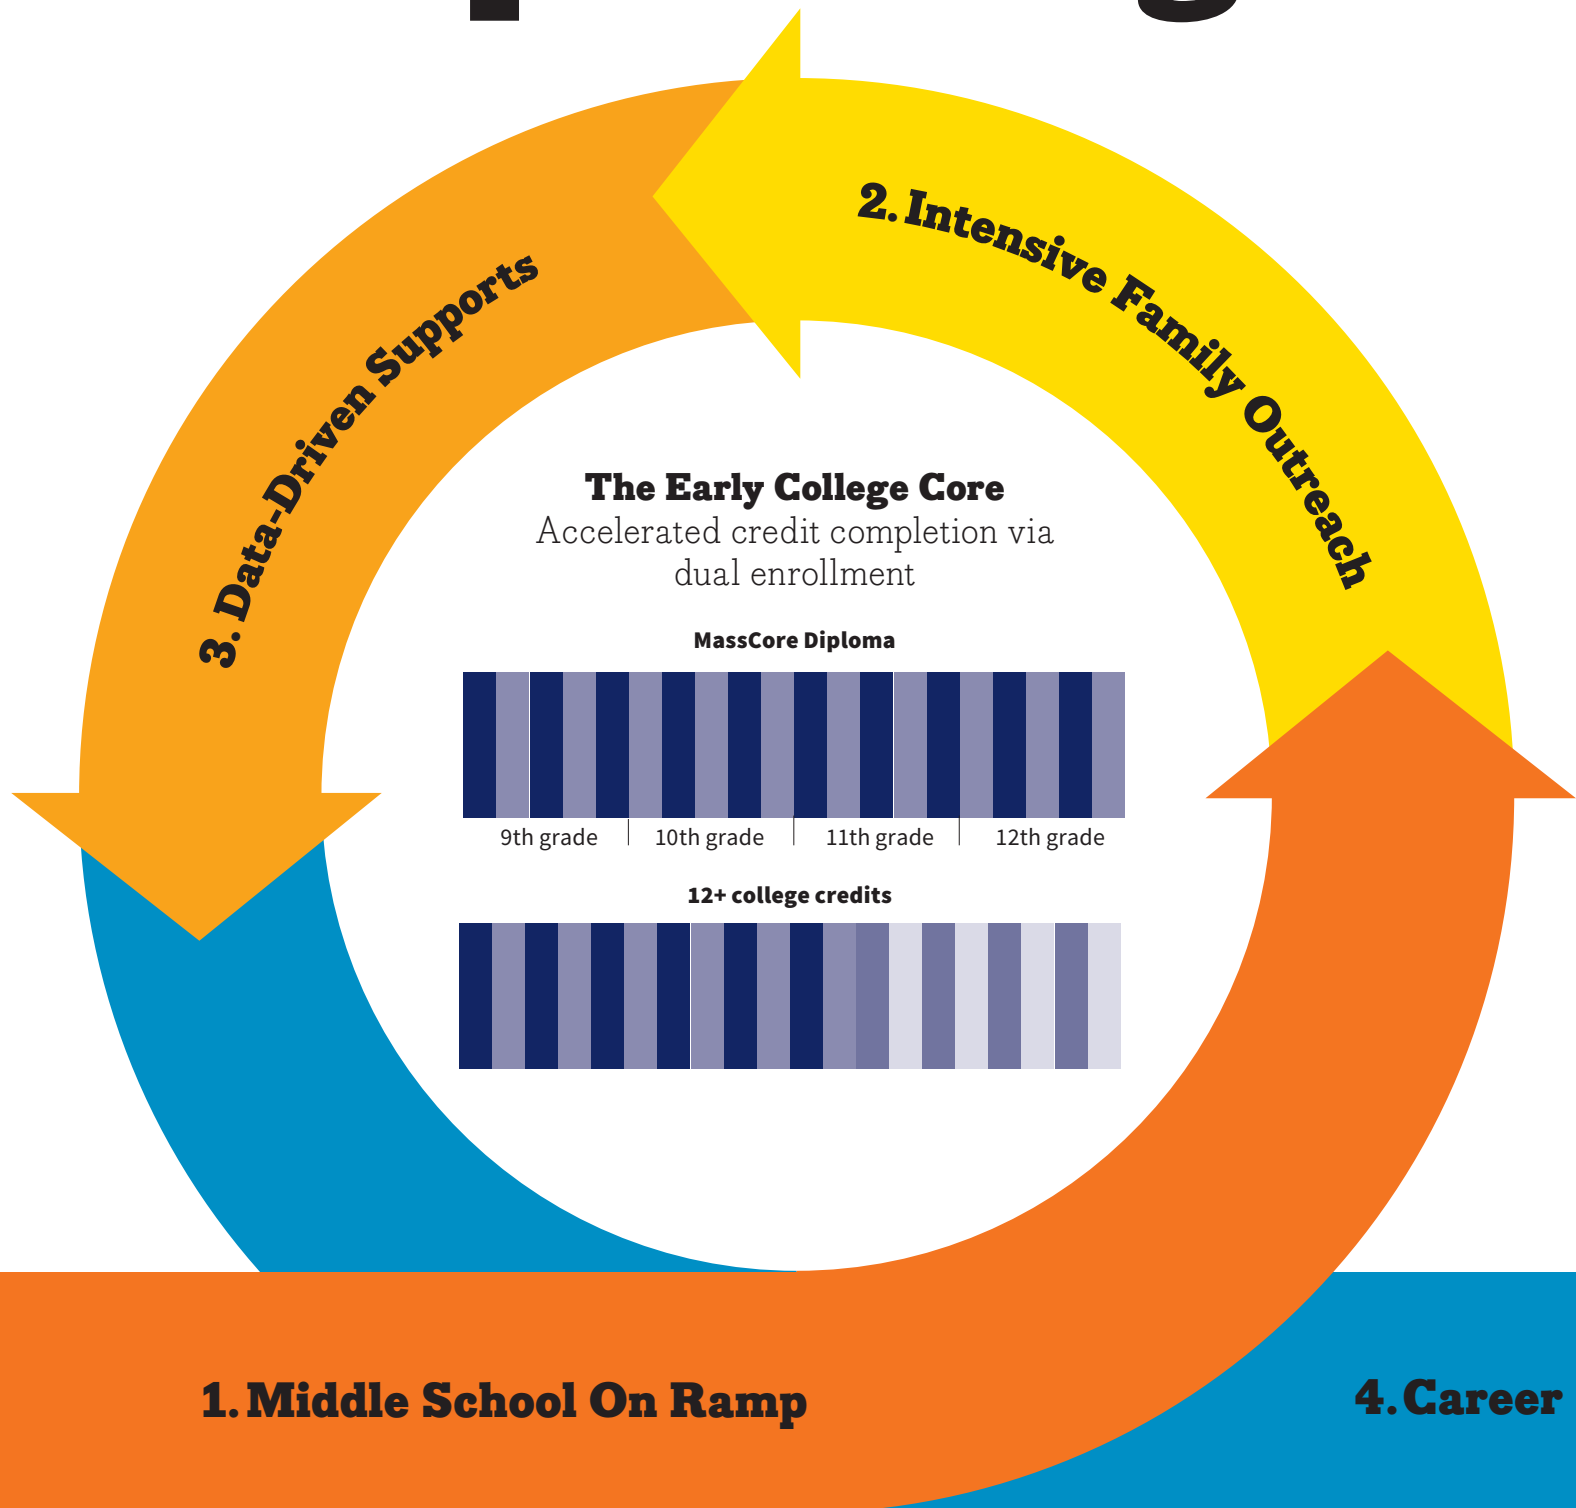 2. Intensive Family Outreach
3. Data-Driven Supports
The Early College Core
Accelerated credit completion via
dual enrollment
MassCore Diploma
9th grade
10th grade
11th grade
12th grade
12+ college credits
1. Middle School On Ramp
4. Career